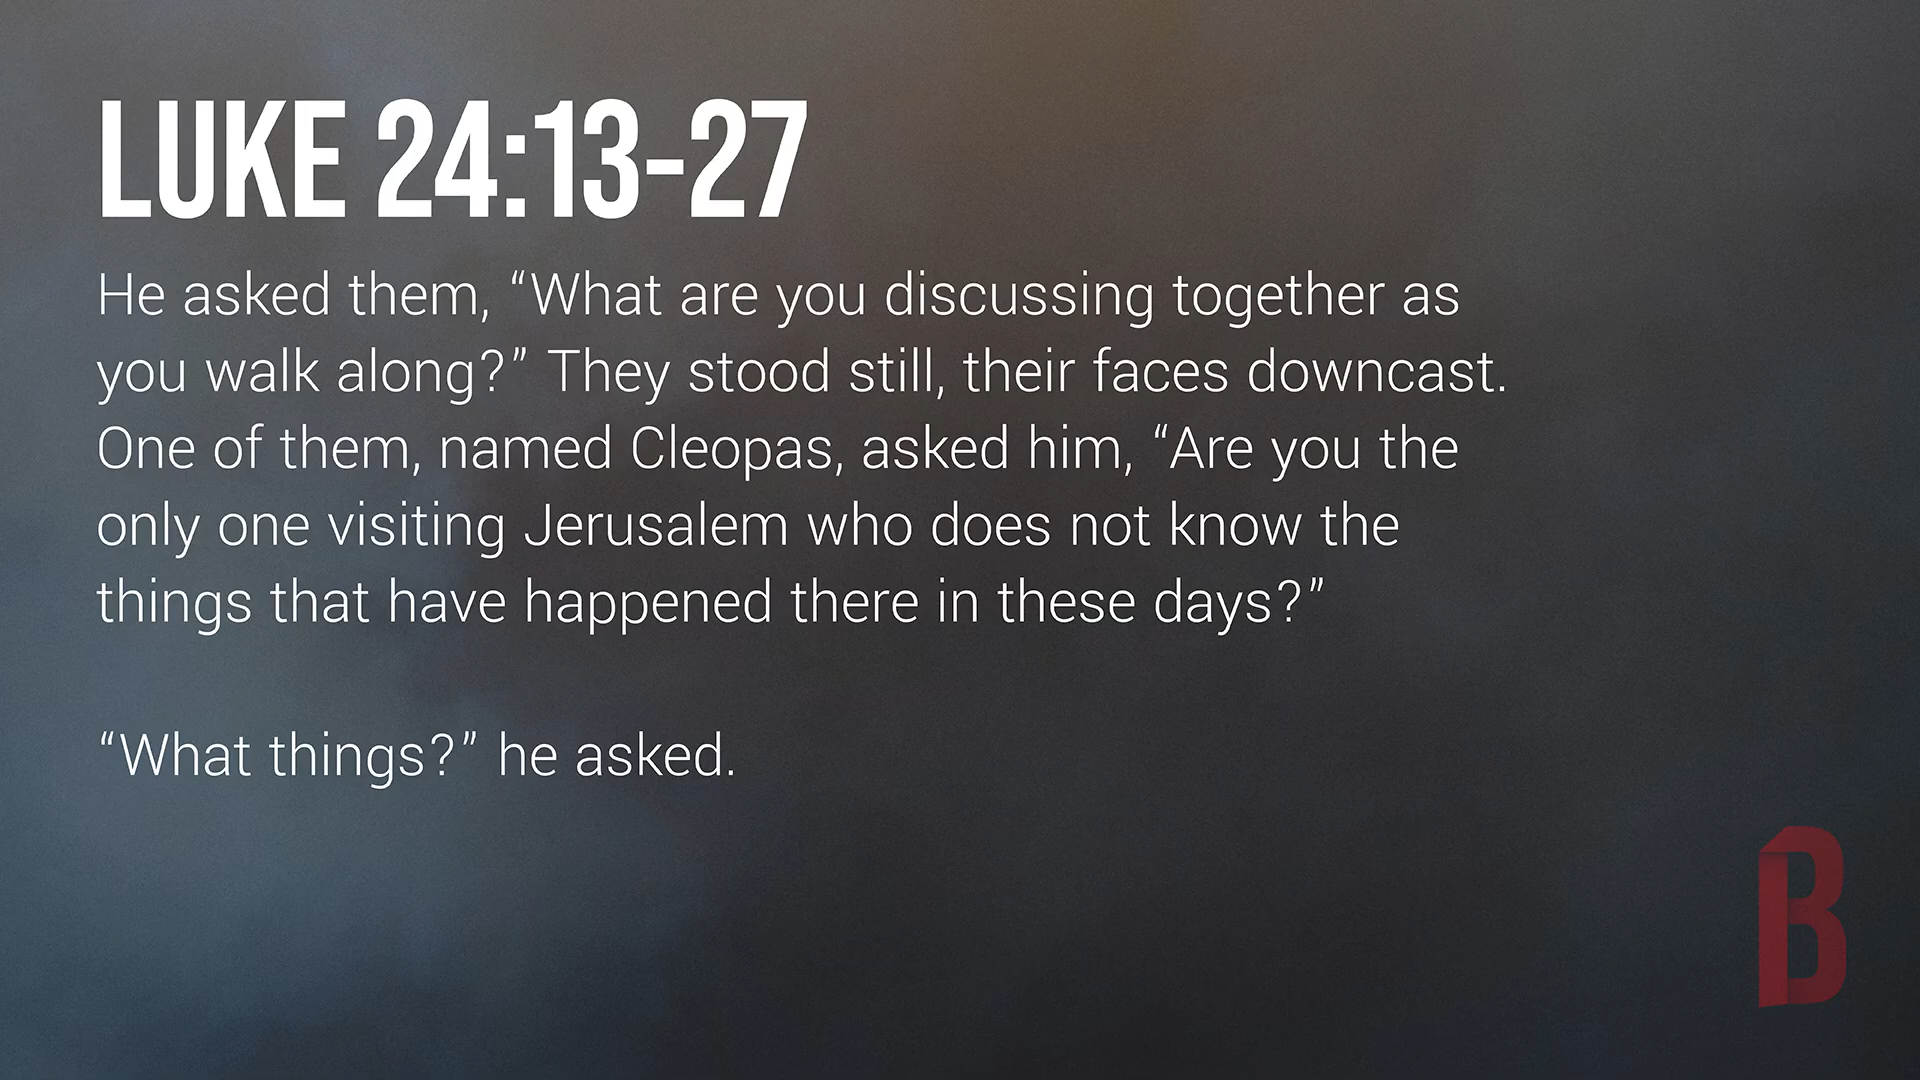 LUKE 24:13-27
He asked them, “What are you discussing together as
you walk along?” They stood still, their faces downcast.
One of them, named Cleopas, asked him, “Are you the
only one visiting Jerusalem who does not know the
things that have happened there in these days?”
“What things?” he asked.
B